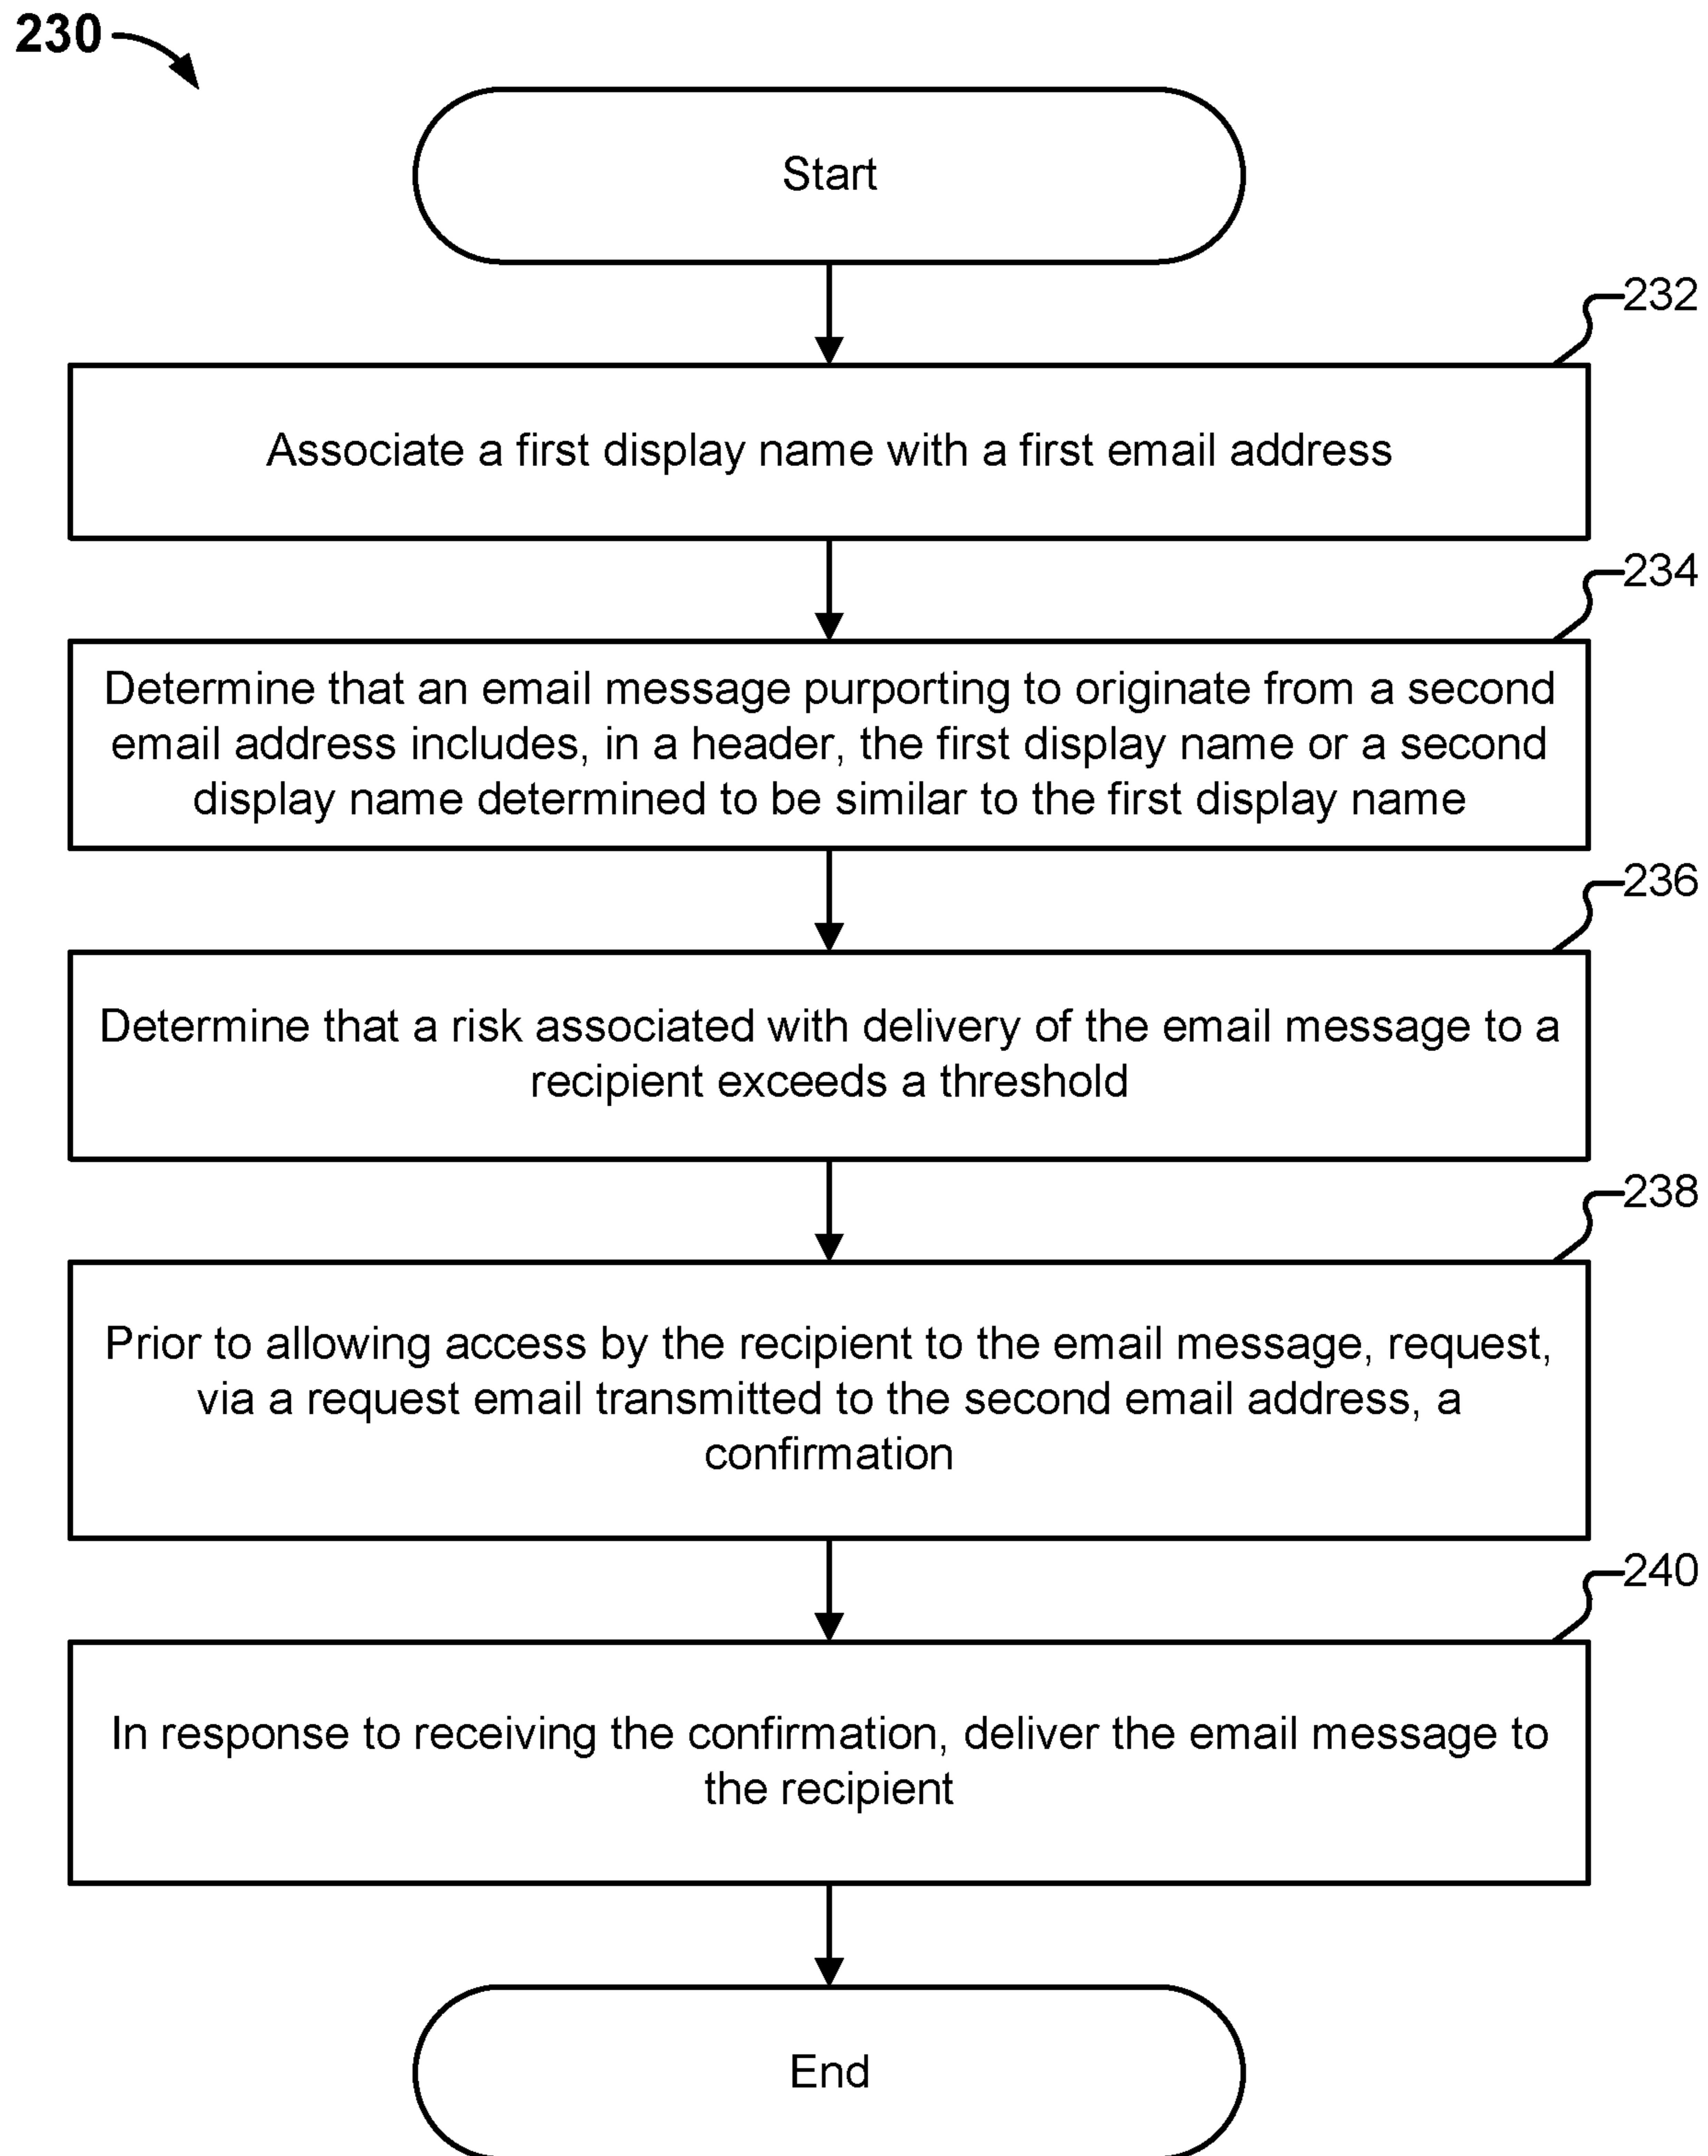 230
Start
232
Associate a first display name with a first email address
234
Determine that an email message purporting to originate from a second
email address includes, in a header, the first display name or a second
display name determined to be similar to the first display name
236
Determine that a risk associated with delivery of the email message to a
recipient exceeds a threshold
238
Prior to allowing access by the recipient to the email message, request,
via a request email transmitted to the second email address, a
confirmation
240
In response to receiving the confirmation, deliver the email message to
the recipient
End